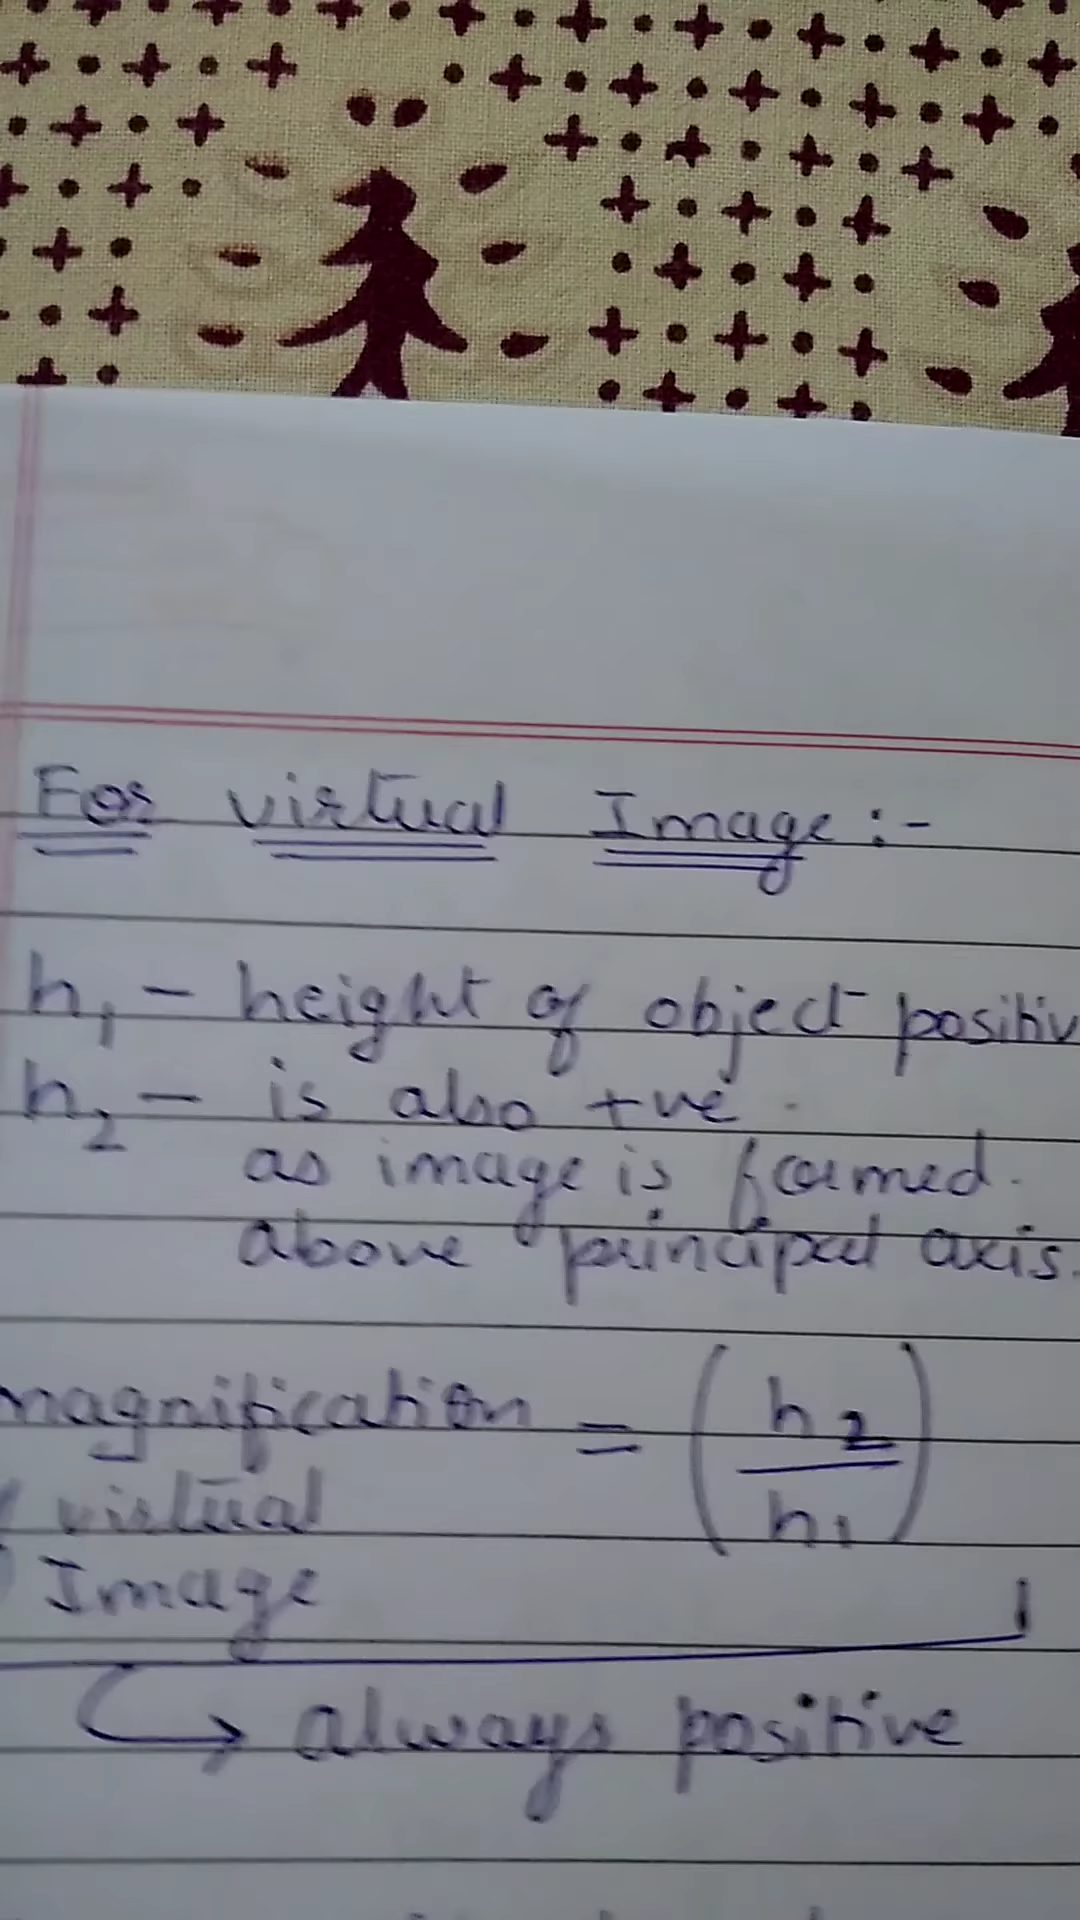 For virtual Image :-
h₁ - height of object positiv
h₂ - is also +ve.
as image is formed.
above principal axis.
magnification = (h₂/h₁)
virtual
Image
always positive